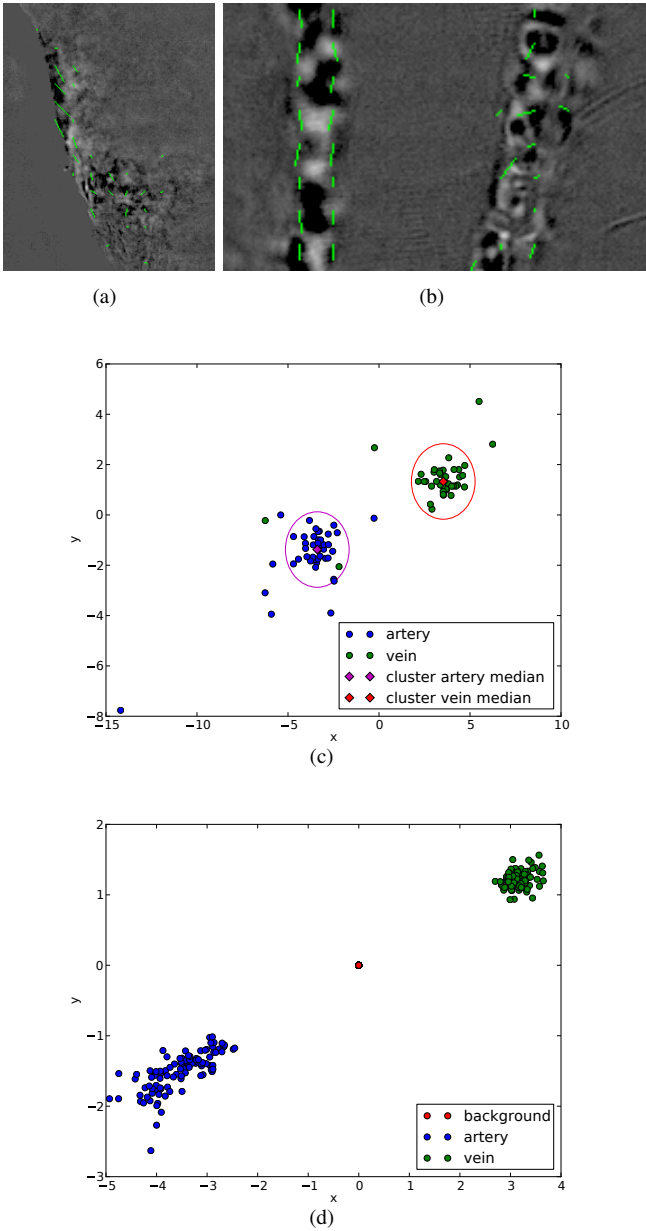 (a)
(b)
6
4
2
0
−2
−4
−6
−8
y
−15
−10
−5
0
5
10
x
artery
vein
cluster artery median
cluster vein median
(c)
2
1
0
−1
−2
−3
y
−5
−4
−3
−2
−1
0
1
2
3
4
x
background
artery
vein
(d)